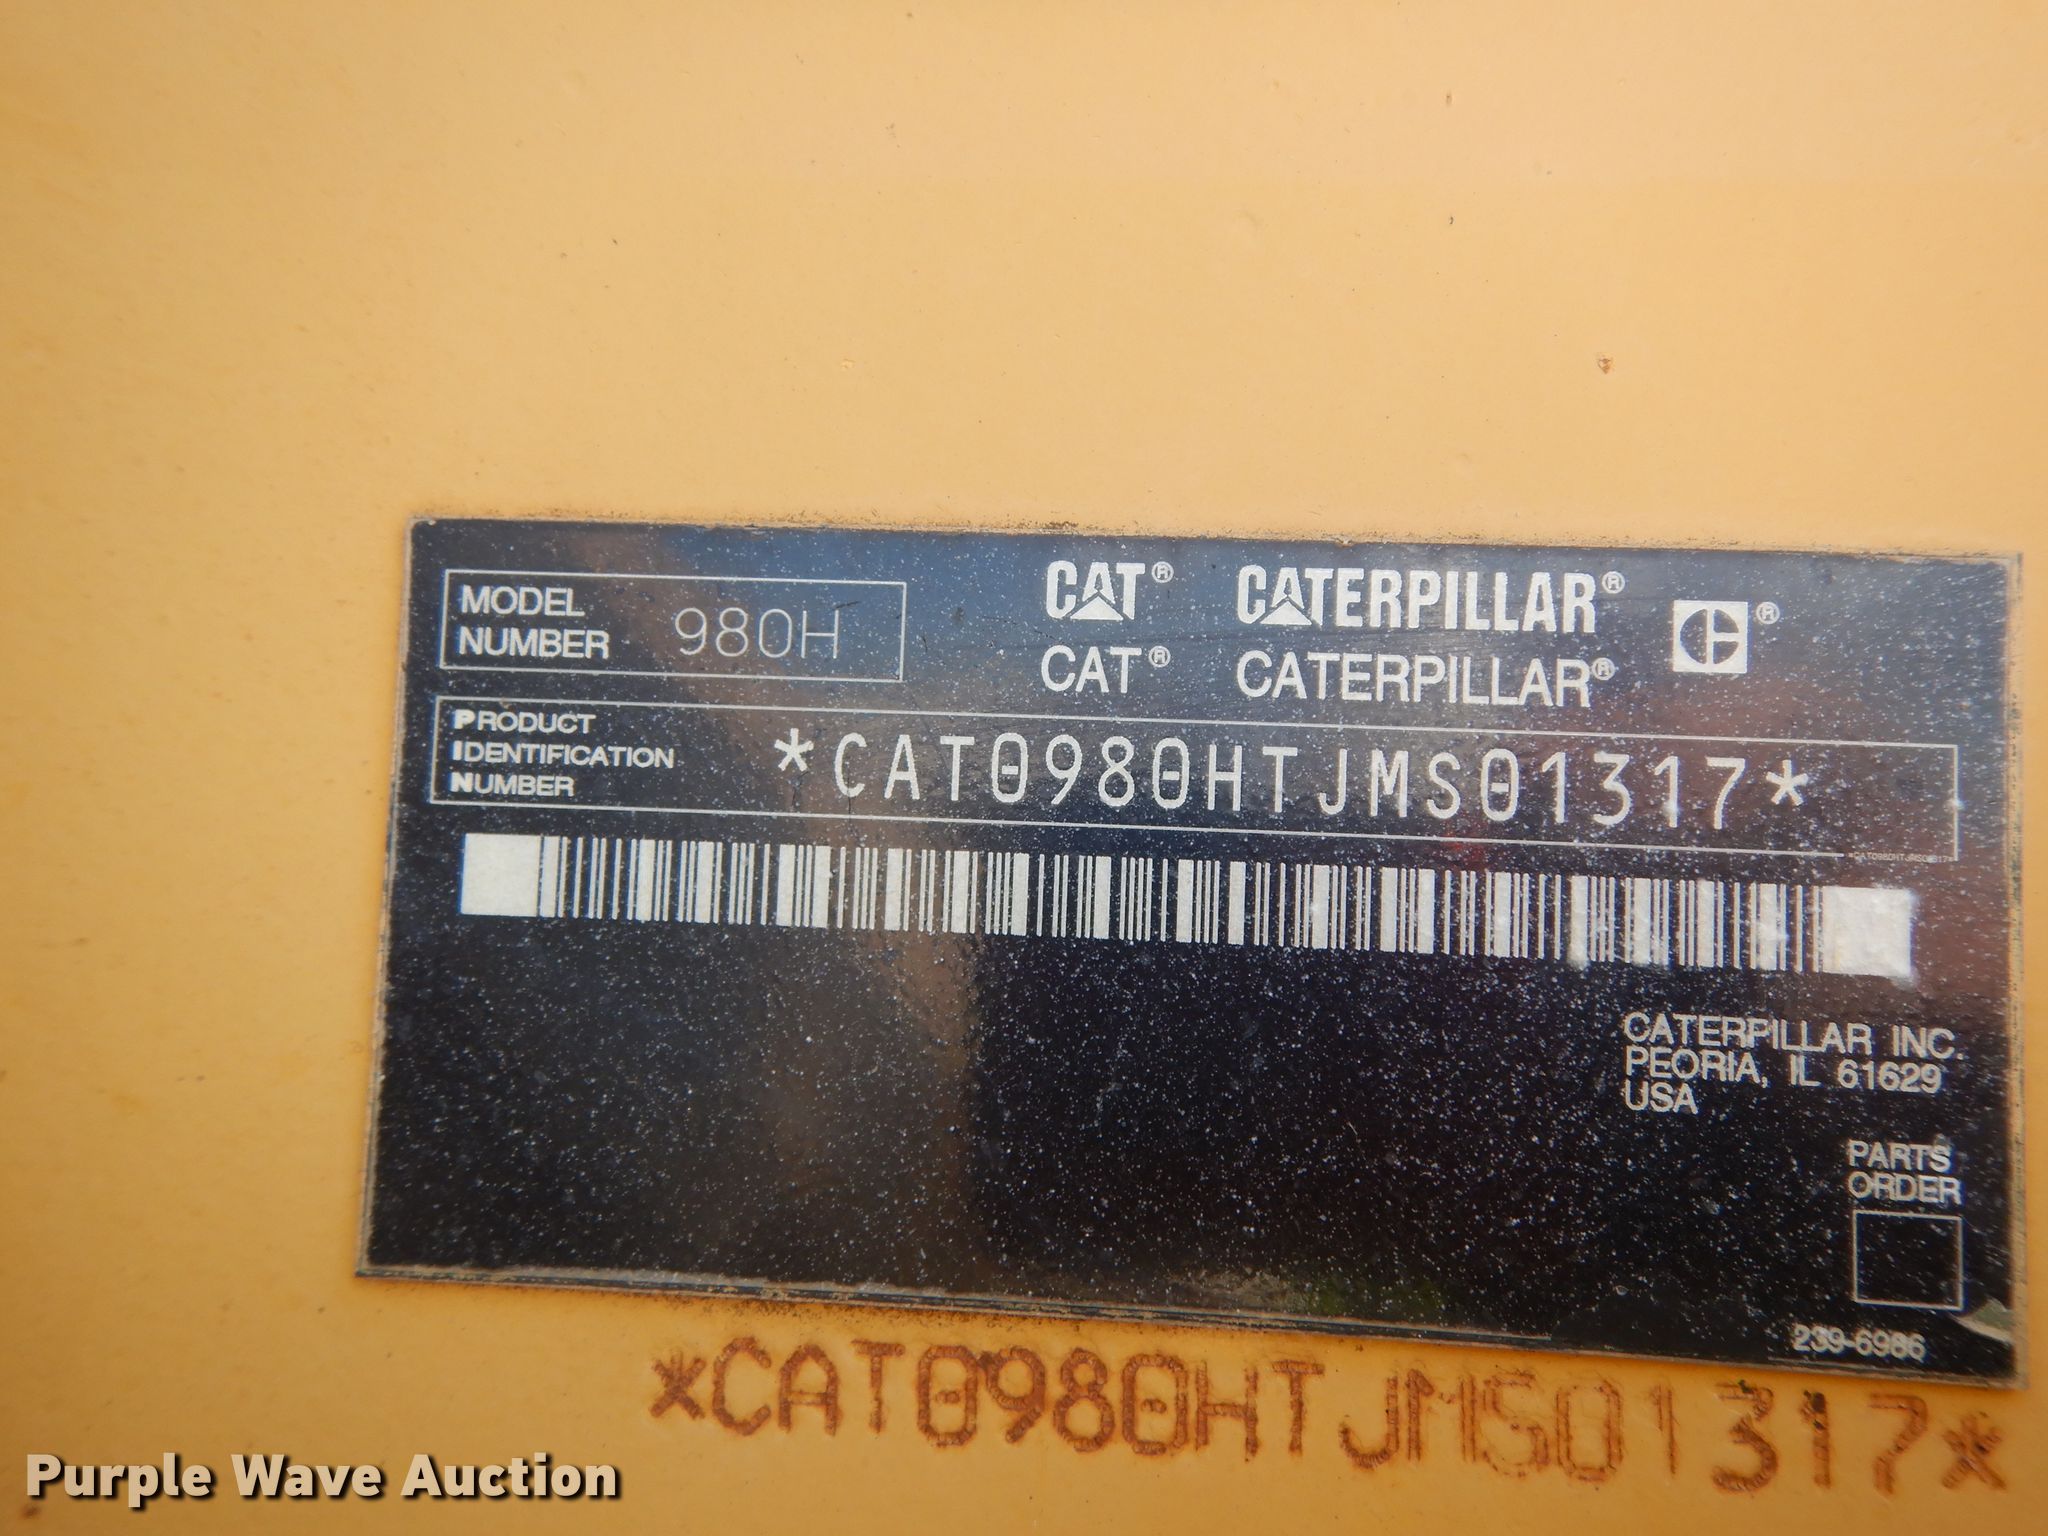 MODEL
NUMBER 980H
CAT® CATERPILLAR® ®
CAT® CATERPILLAR®
PRODUCT
IDENTIFICATION
NUMBER
*CAT0980HTJMS01317*
*CAT0980HTJMS01317*
CATERPILLAR INC.
PEORIA, IL 61629
USA
PARTS
ORDER
239-6986
*CAT0980HTJMS01317*
Purple Wave Auction